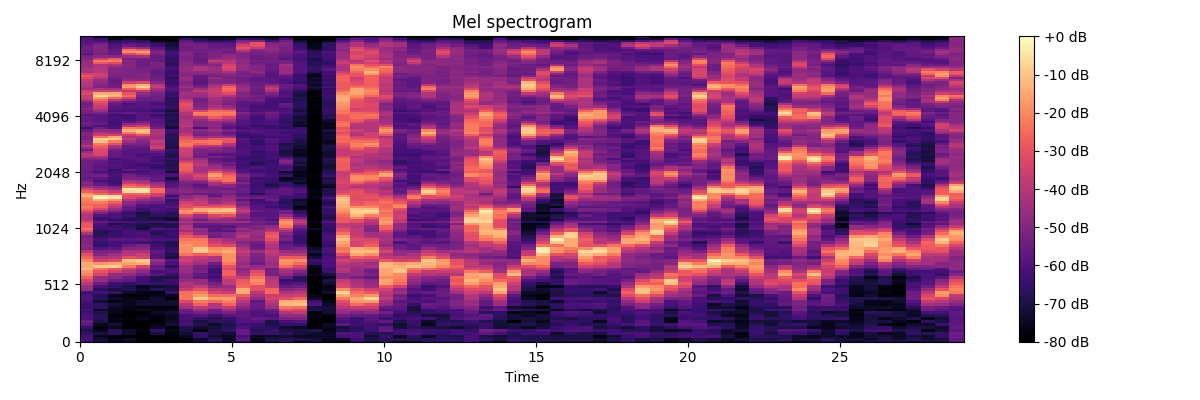 Mel spectrogram
Hz
8192
4096
2048
1024
512
0
0 5 10 15 20 25
Time
+0 dB
-10 dB
-20 dB
-30 dB
-40 dB
-50 dB
-60 dB
-70 dB
-80 dB